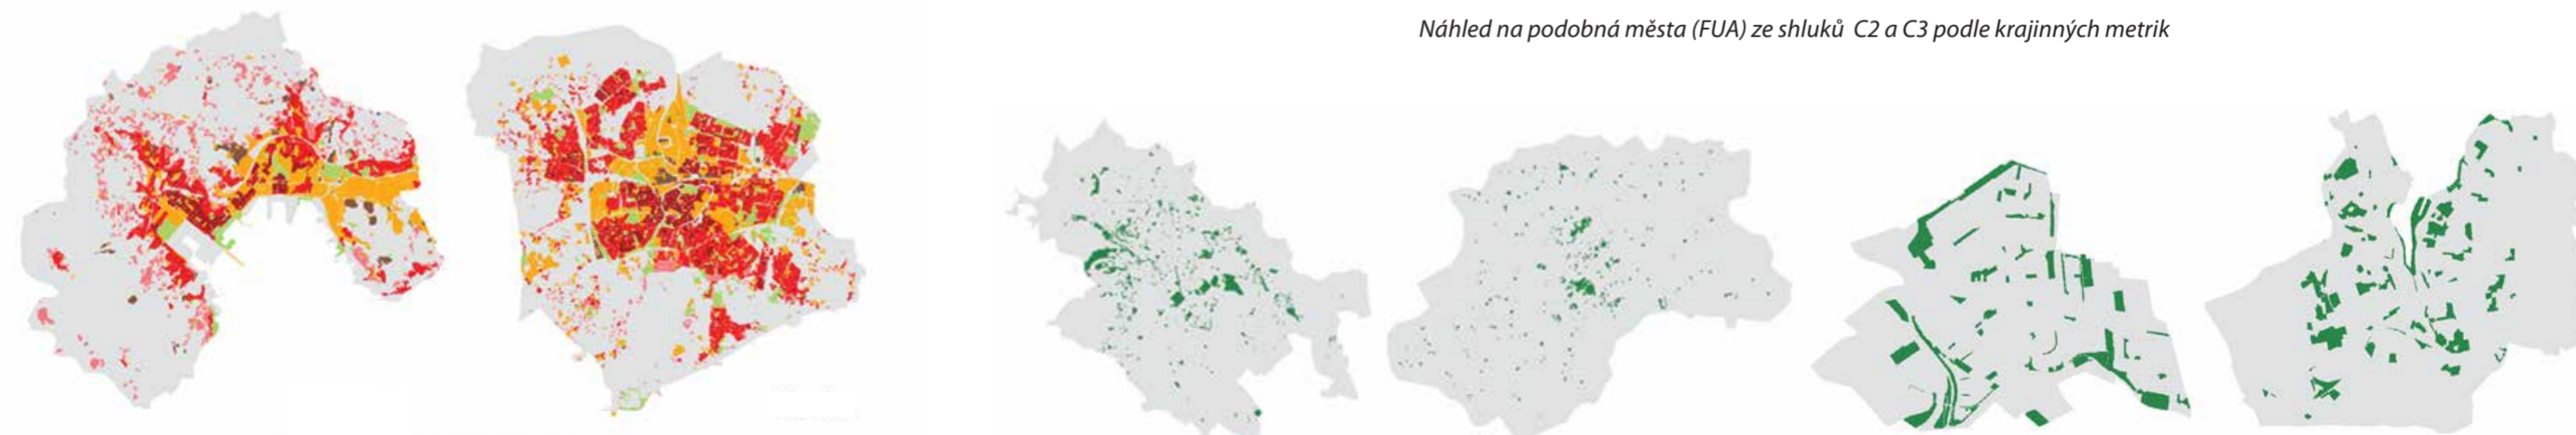 Náhled na podobná města (FUA) ze shluků C2 a C3 podle krajinných metrik